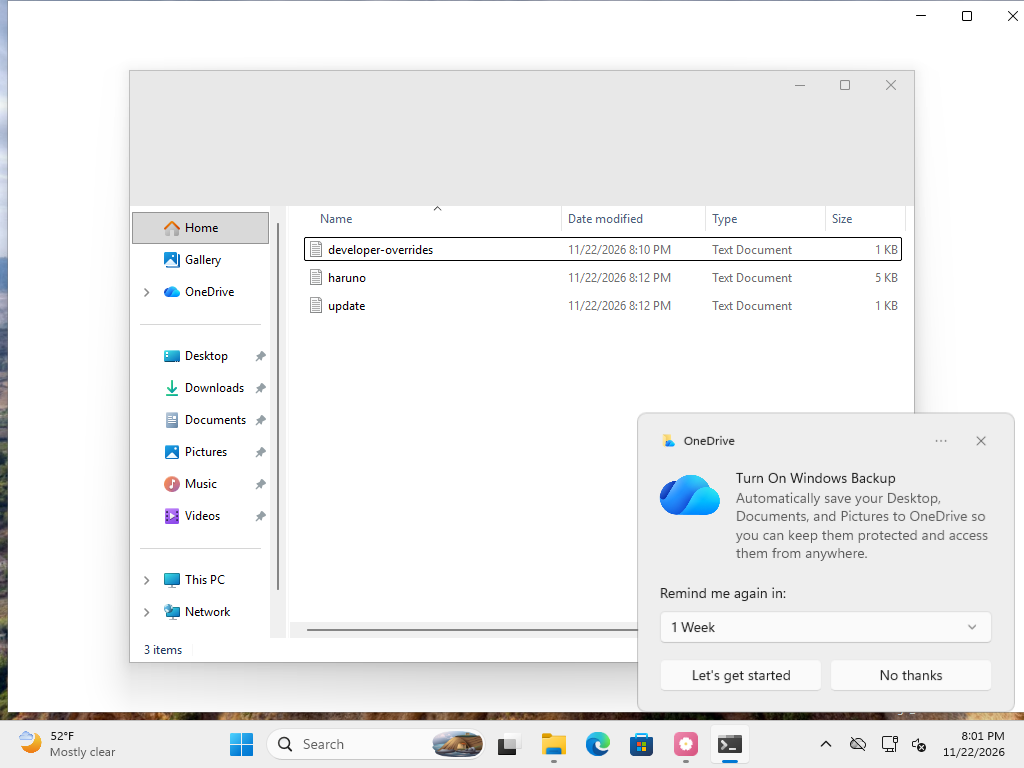 Name
Date modified
Type
Size
Home
Gallery
OneDrive
Desktop
Downloads
Documents
Pictures
Music
Videos
This PC
Network
developer-overrides 11/22/2026 8:10 PM Text Document 1 KB
haruno 11/22/2026 8:12 PM Text Document 5 KB
update 11/22/2026 8:12 PM Text Document 1 KB
3 items
OneDrive
Turn On Windows Backup
Automatically save your Desktop,
Documents, and Pictures to OneDrive so
you can keep them protected and access
them from anywhere.
Remind me again in:
1 Week
Let's get started
No thanks
52°F
Mostly clear
Search
8:01 PM
11/22/2026